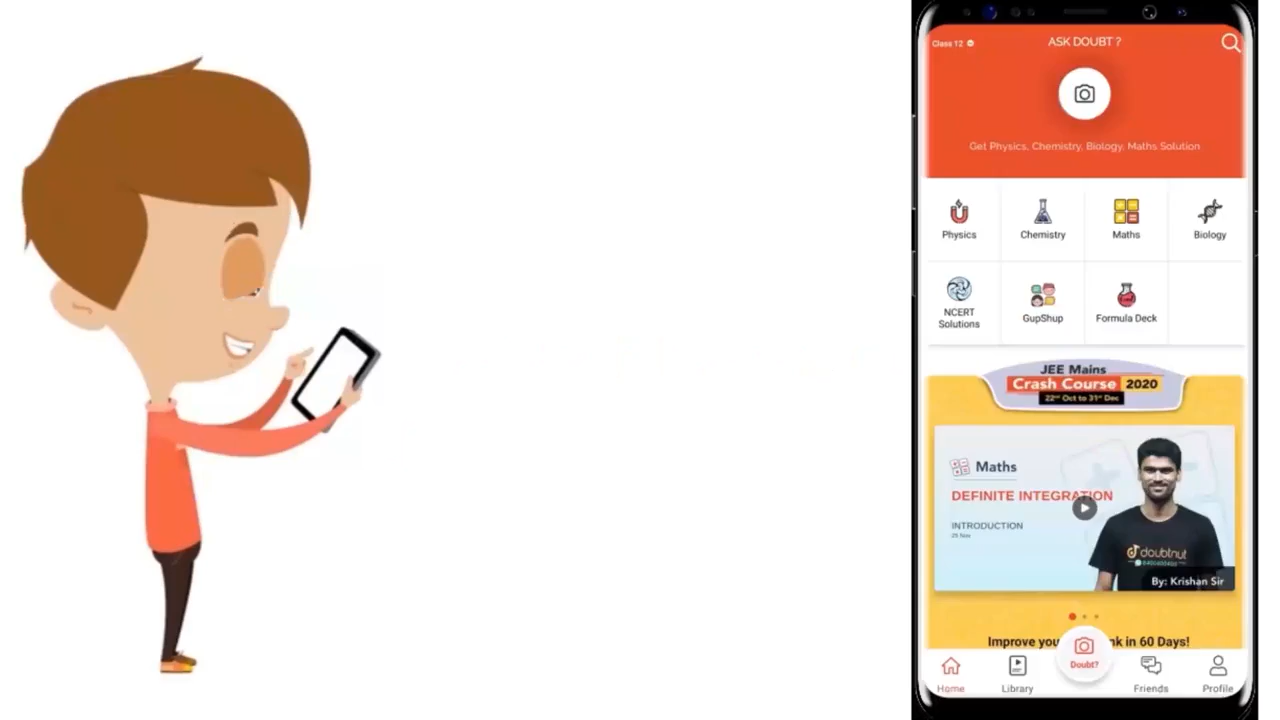 Class 12
ASK DOUBT ?
Get Physics, Chemistry, Biology, Maths Solution
Physics
Chemistry
Maths
Biology
NCERT
Solutions
GupShup
Formula Deck
JEE Mains
Crash Course 2020
22nd Oct to 31st Dec
Maths
DEFINITE INTEGRATION
INTRODUCTION
doubtnut
By: Krishan Sir
Improve you nk in 60 Days!
Doubt?
Home
Library
Friends
Profile